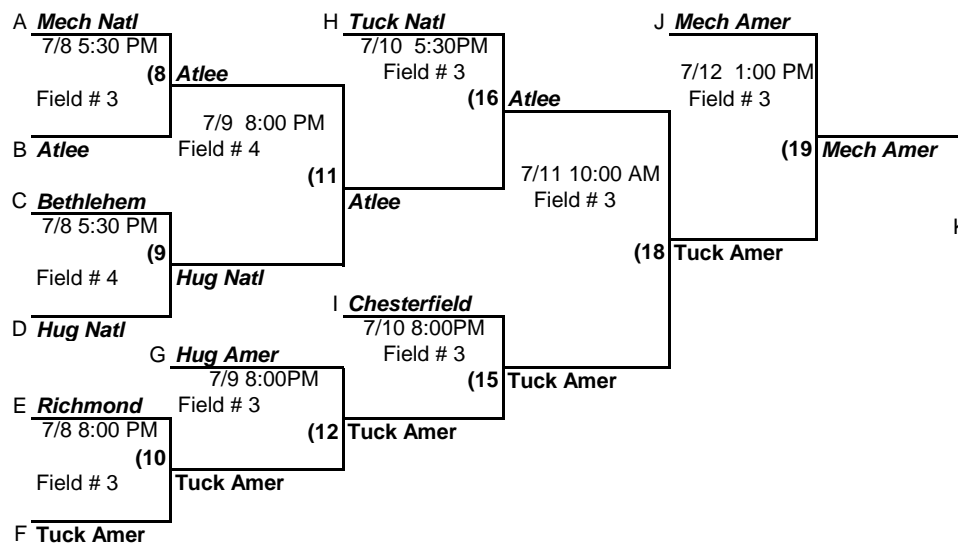 A Mech Natl
7/8 5:30 PM
(8 Atlee
Field # 3
B Atlee
7/9 8:00 PM
Field # 4
(11
Atlee
C Bethlehem
7/8 5:30 PM
(9
Field # 4
Hug Natl
D Hug Natl
H Tuck Natl
7/10 5:30PM
Field # 3
(16 Atlee
7/11 10:00 AM
Field # 3
(18 Tuck Amer
J Mech Amer
7/12 1:00 PM
Field # 3
(19 Mech Amer
I Chesterfield
7/10 8:00PM
Field # 3
(15 Tuck Amer
G Hug Amer
7/9 8:00PM
Field # 3
(12 Tuck Amer
E Richmond
7/8 8:00 PM
(10
Field # 3
Tuck Amer
F Tuck Amer